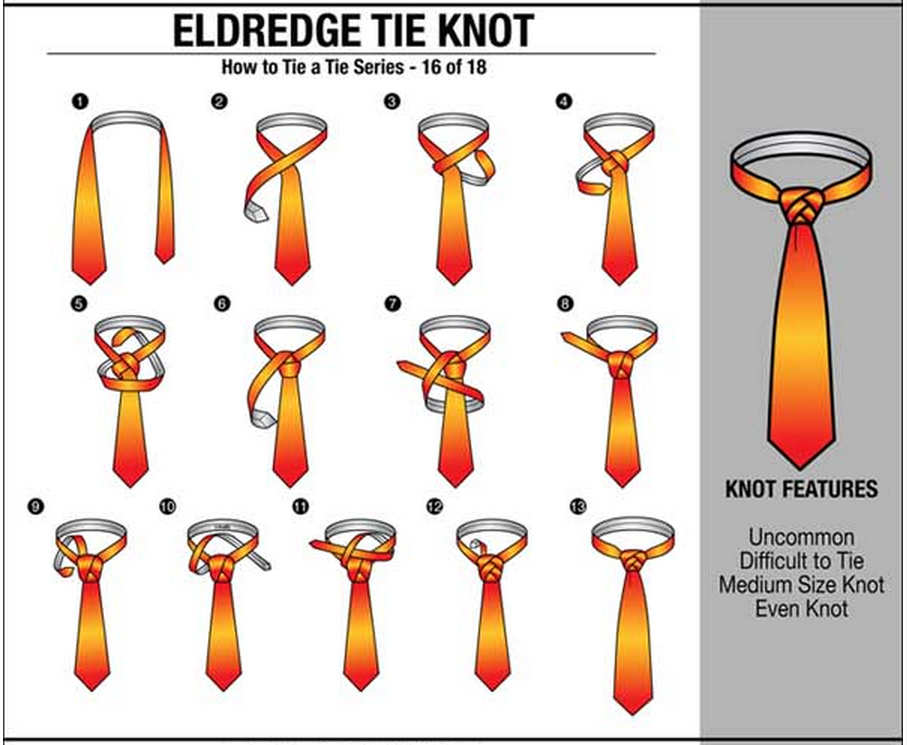 ELDREDGE TIE KNOT
How to Tie a Tie Series - 16 of 18
1
2
3
4
5
6
7
8
9
10
11
12
13
KNOT FEATURES
Uncommon
Difficult to Tie
Medium Size Knot
Even Knot